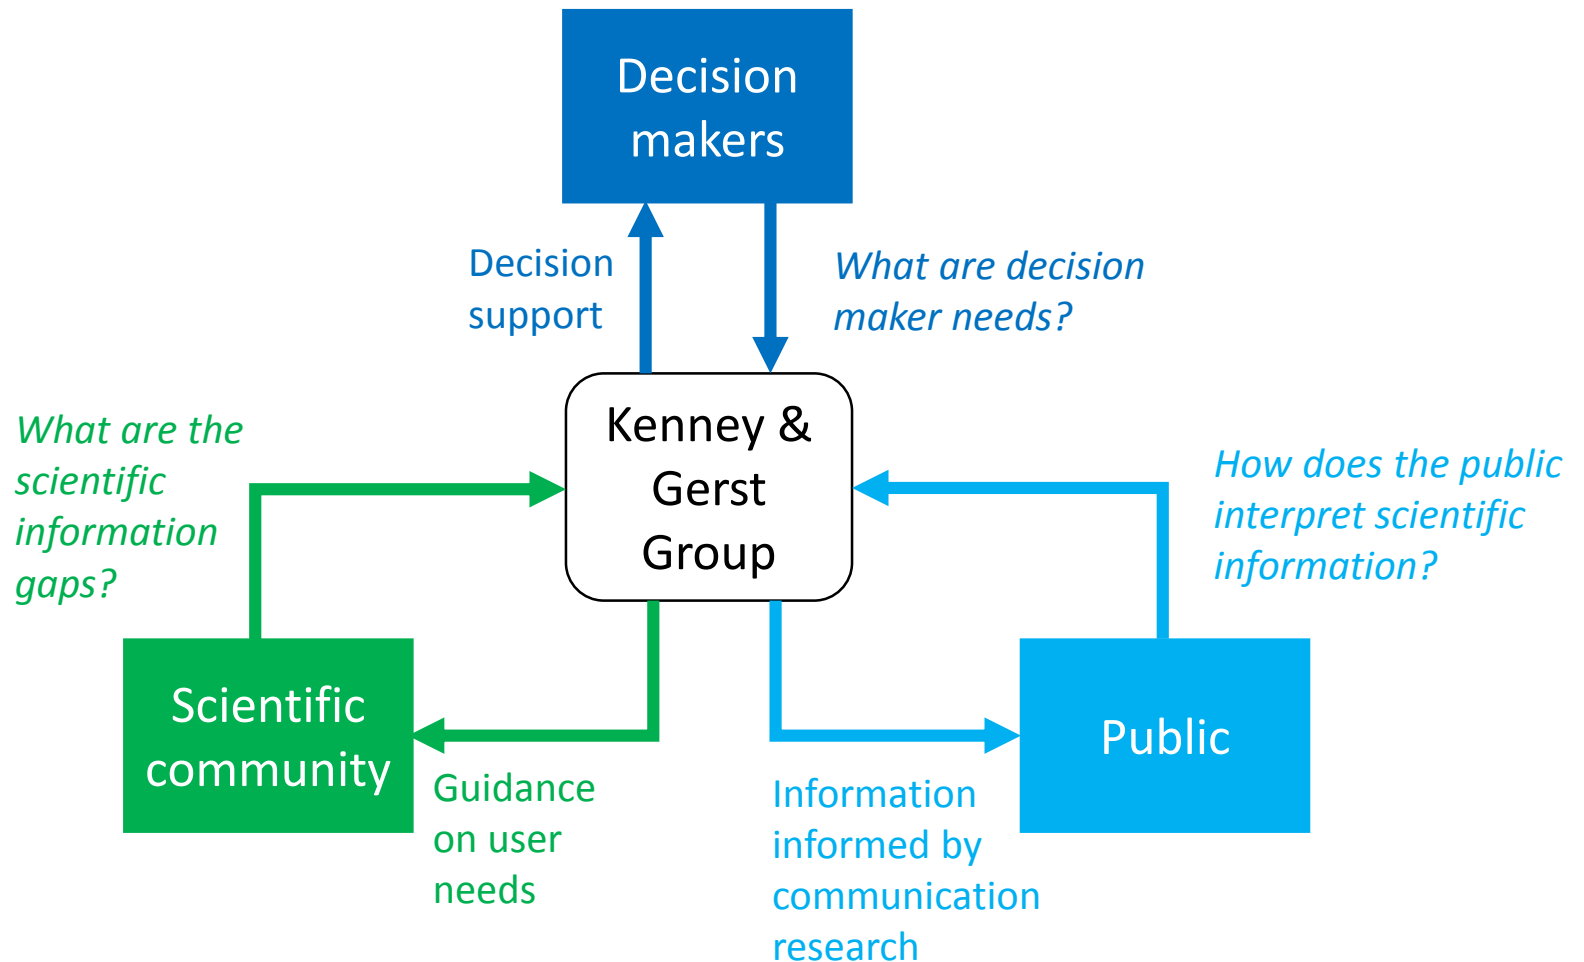 Decision
makers
Decision
support
What are decision
maker needs?
Kenney &
Gerst
Group
What are the
scientific
information
gaps?
How does the public
interpret scientific
information?
Scientific
community
Public
Guidance
on user
needs
Information
informed by
communication
research